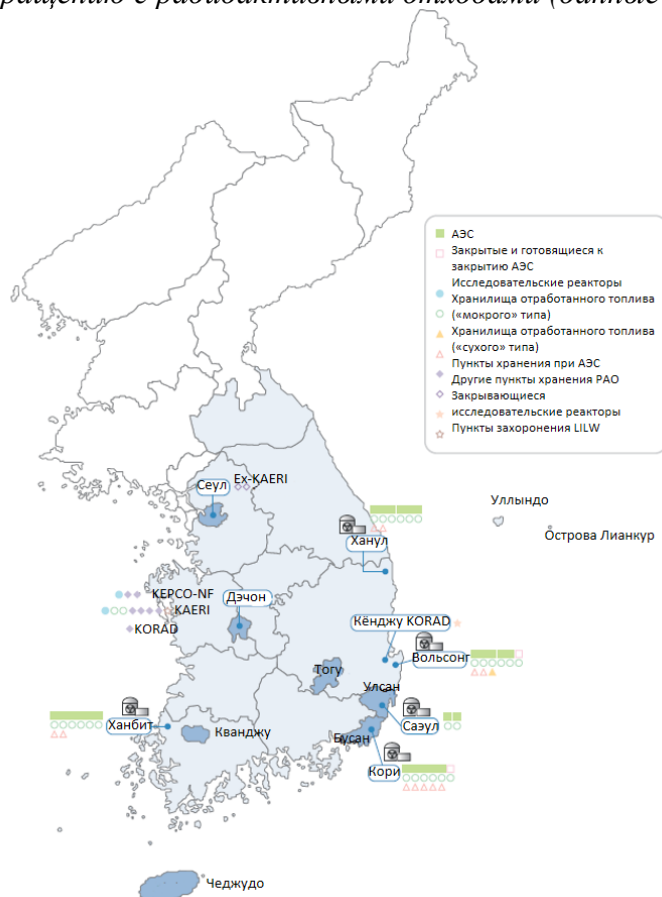 ращению с радиоактивными отходами (данные
АЭС
Закрытые и готовящиеся к
закрытию АЭС
Исследовательские реакторы
Хранилища отработанного топлива
(«мокрого» типа)
Хранилища отработанного топлива
(«сухого» типа)
Пункты хранения при АЭС
Другие пункты хранения РАО
Закрывающиеся
исследовательские реакторы
Пункты захоронения LILW
Ex-KAERI
Сеул
Уллындо
Острова Лианкур
Ханул
KEPCO-NF
KAERI
Дэчон
KORAD
Кёнджу KORAD
Вольсонг
Тогу
Улсан
Ханбит
Кванджу
Саэул
Бусан
Кори
Чеджудо